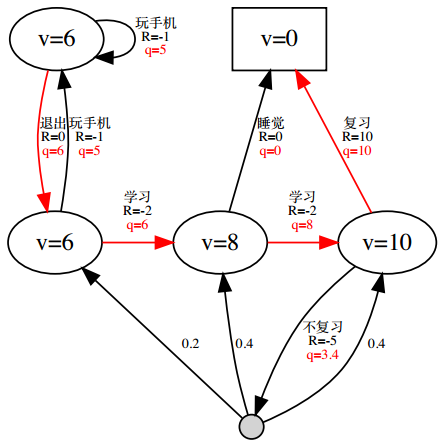 v=6
玩手机
R=-1
q=5
v=0
退出
R=0
q=6
玩手机
R=-1
q=5
睡觉
R=0
q=0
复习
R=10
q=10
学习
R=-2
q=6
学习
R=-2
q=8
v=6
v=8
v=10
不复习
R=-5
q=3.4
0.2
0.4
0.4